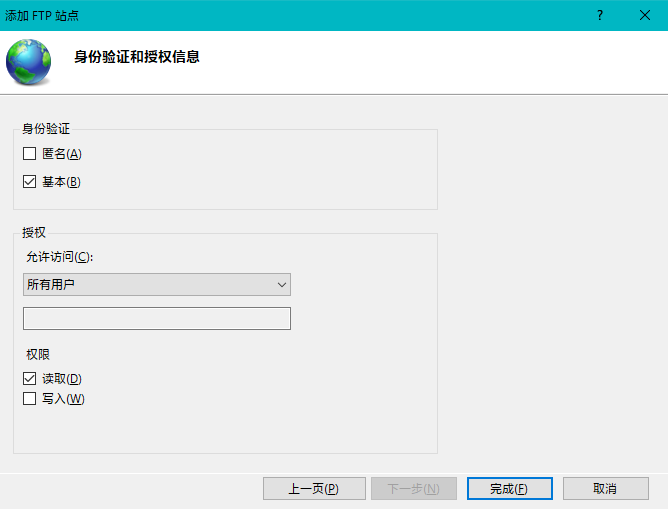 添加 FTP 站点
?
身份验证和授权信息
身份验证
匿名(A)
基本(B)
授权
允许访问(C):
所有用户
权限
读取(D)
写入(W)
上一页(P) 下一步(N) 完成(F) 取消